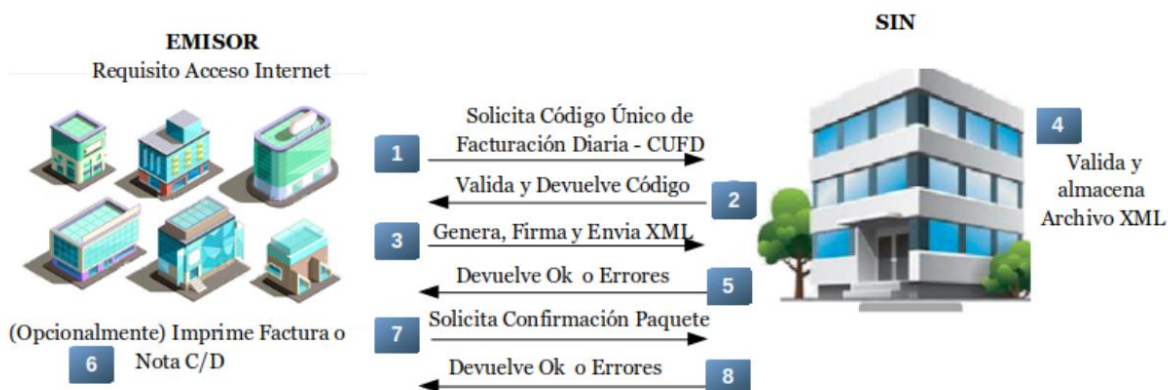 EMISOR
Requisito Acceso Internet
SIN
1
Solicita Código Único de
Facturación Diaria - CUFD
Valida y Devuelve Código
2
3
Genera, Firma y Envia XML
4
Valida y
almacena
Archivo XML
Devuelve Ok o Errores
5
(Opcionalmente) Imprime Factura o
6
Nota C/D
7
Solicita Confirmación Paquete
Devuelve Ok o Errores
8